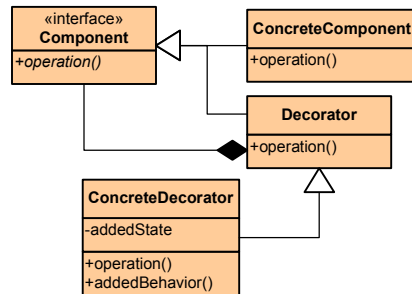 «interface»
Component
+operation()
ConcreteComponent
+operation()
Decorator
+operation()
ConcreteDecorator
-addedState
+operation()
+addedBehavior()